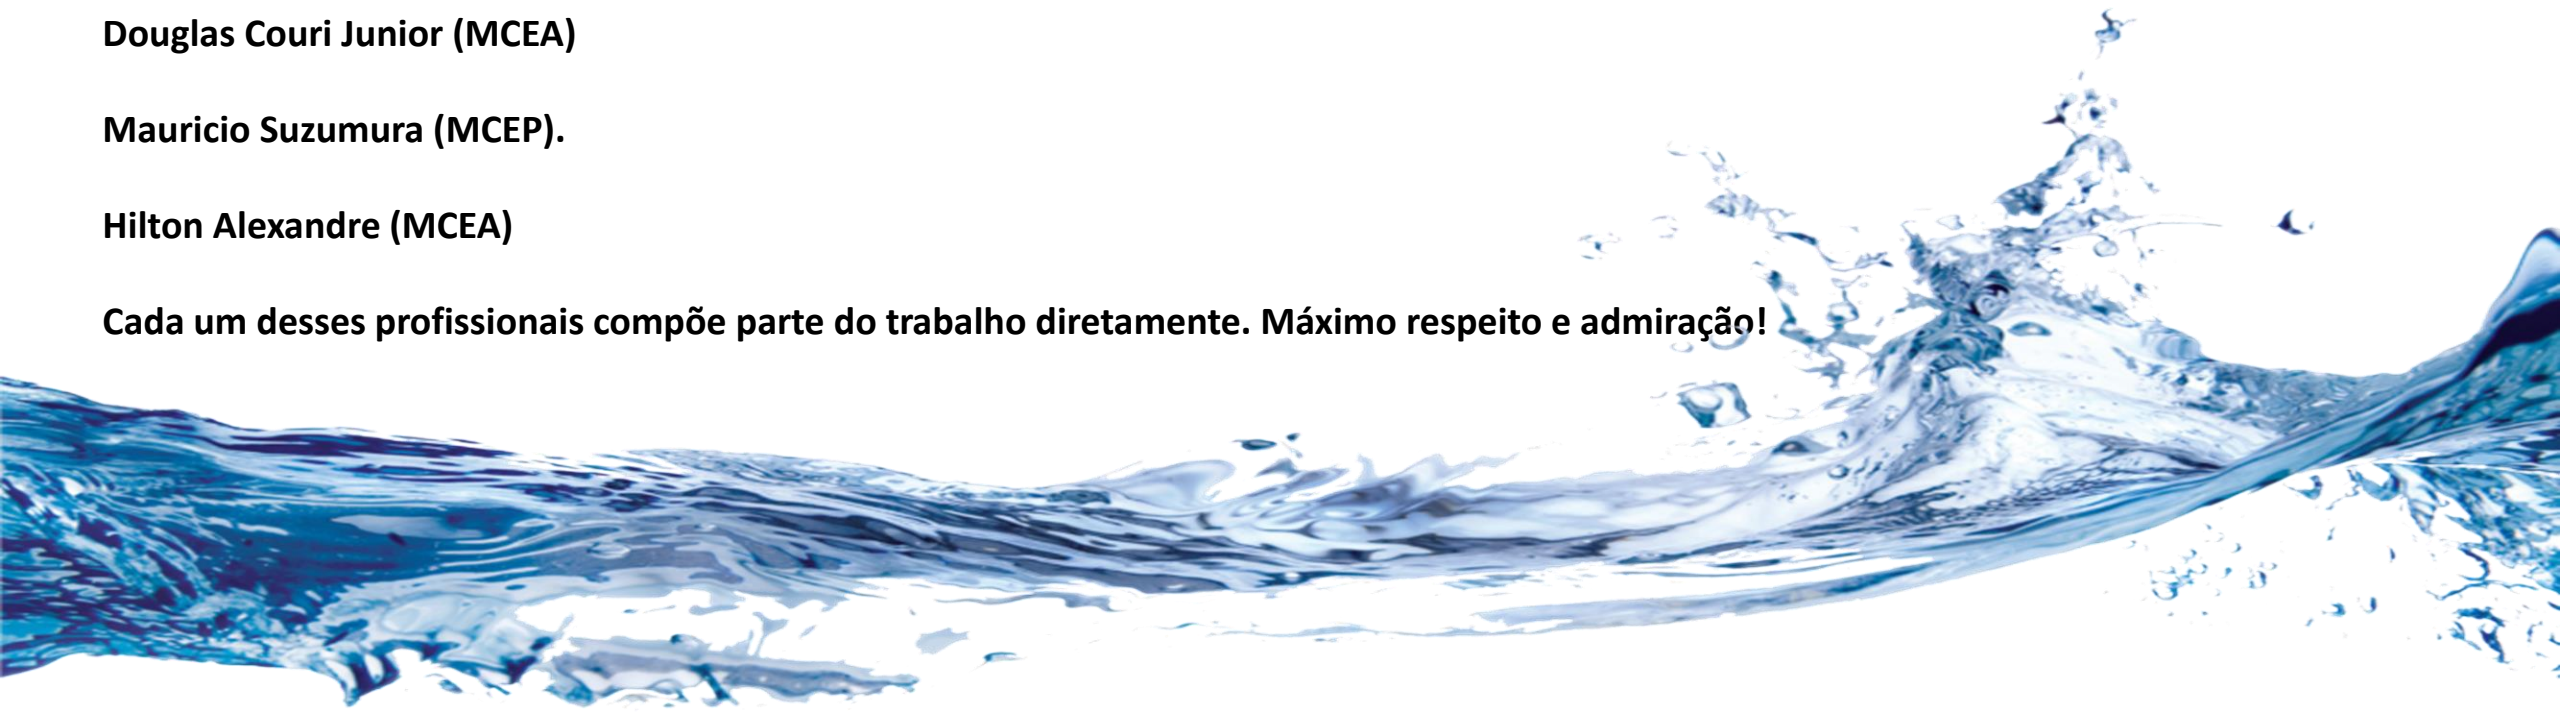 Douglas Couri Junior (MCEA)
Mauricio Suzumura (MCEP).
Hilton Alexandre (MCEA)
Cada um desses profissionais compõe parte do trabalho diretamente. Máximo respeito e admiração!